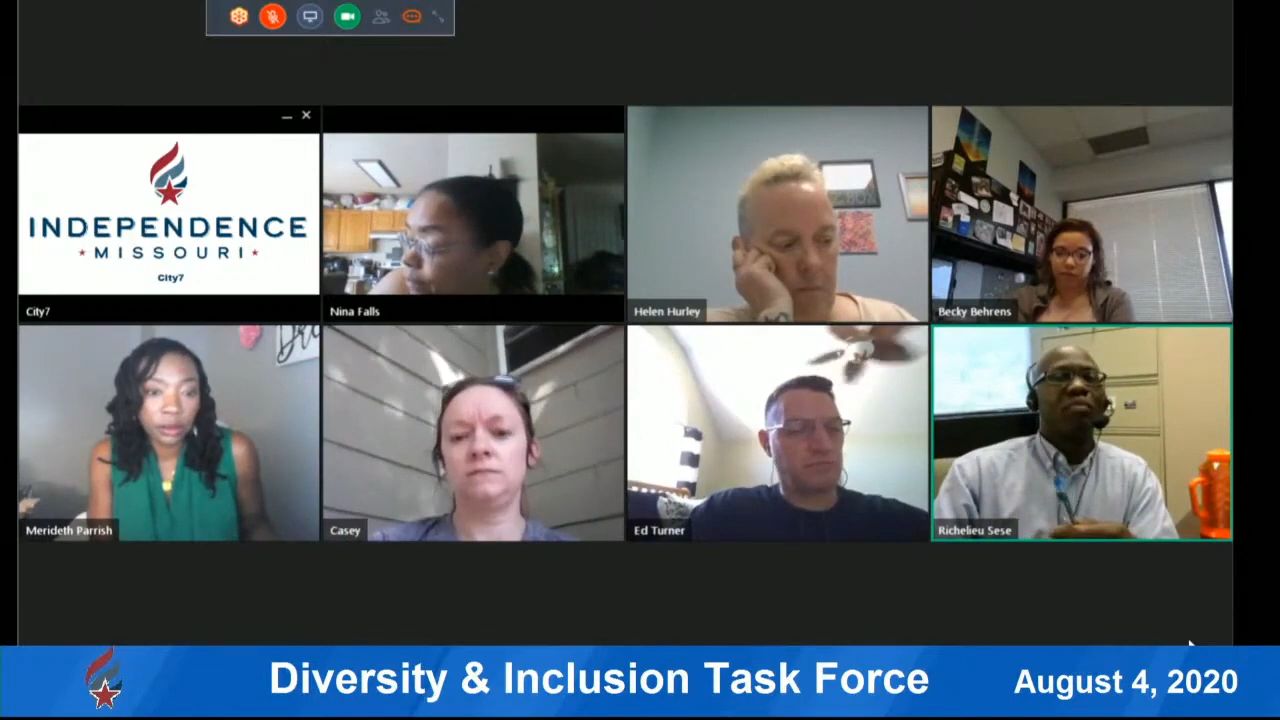 INDEPENDENCE
MISSOURI
City7
City7
Nina Falls
Helen Hurley
Becky Behrens
Merideth Parrish
Casey
Ed Turner
Richelieu Sese
Diversity & Inclusion Task Force
August 4, 2020